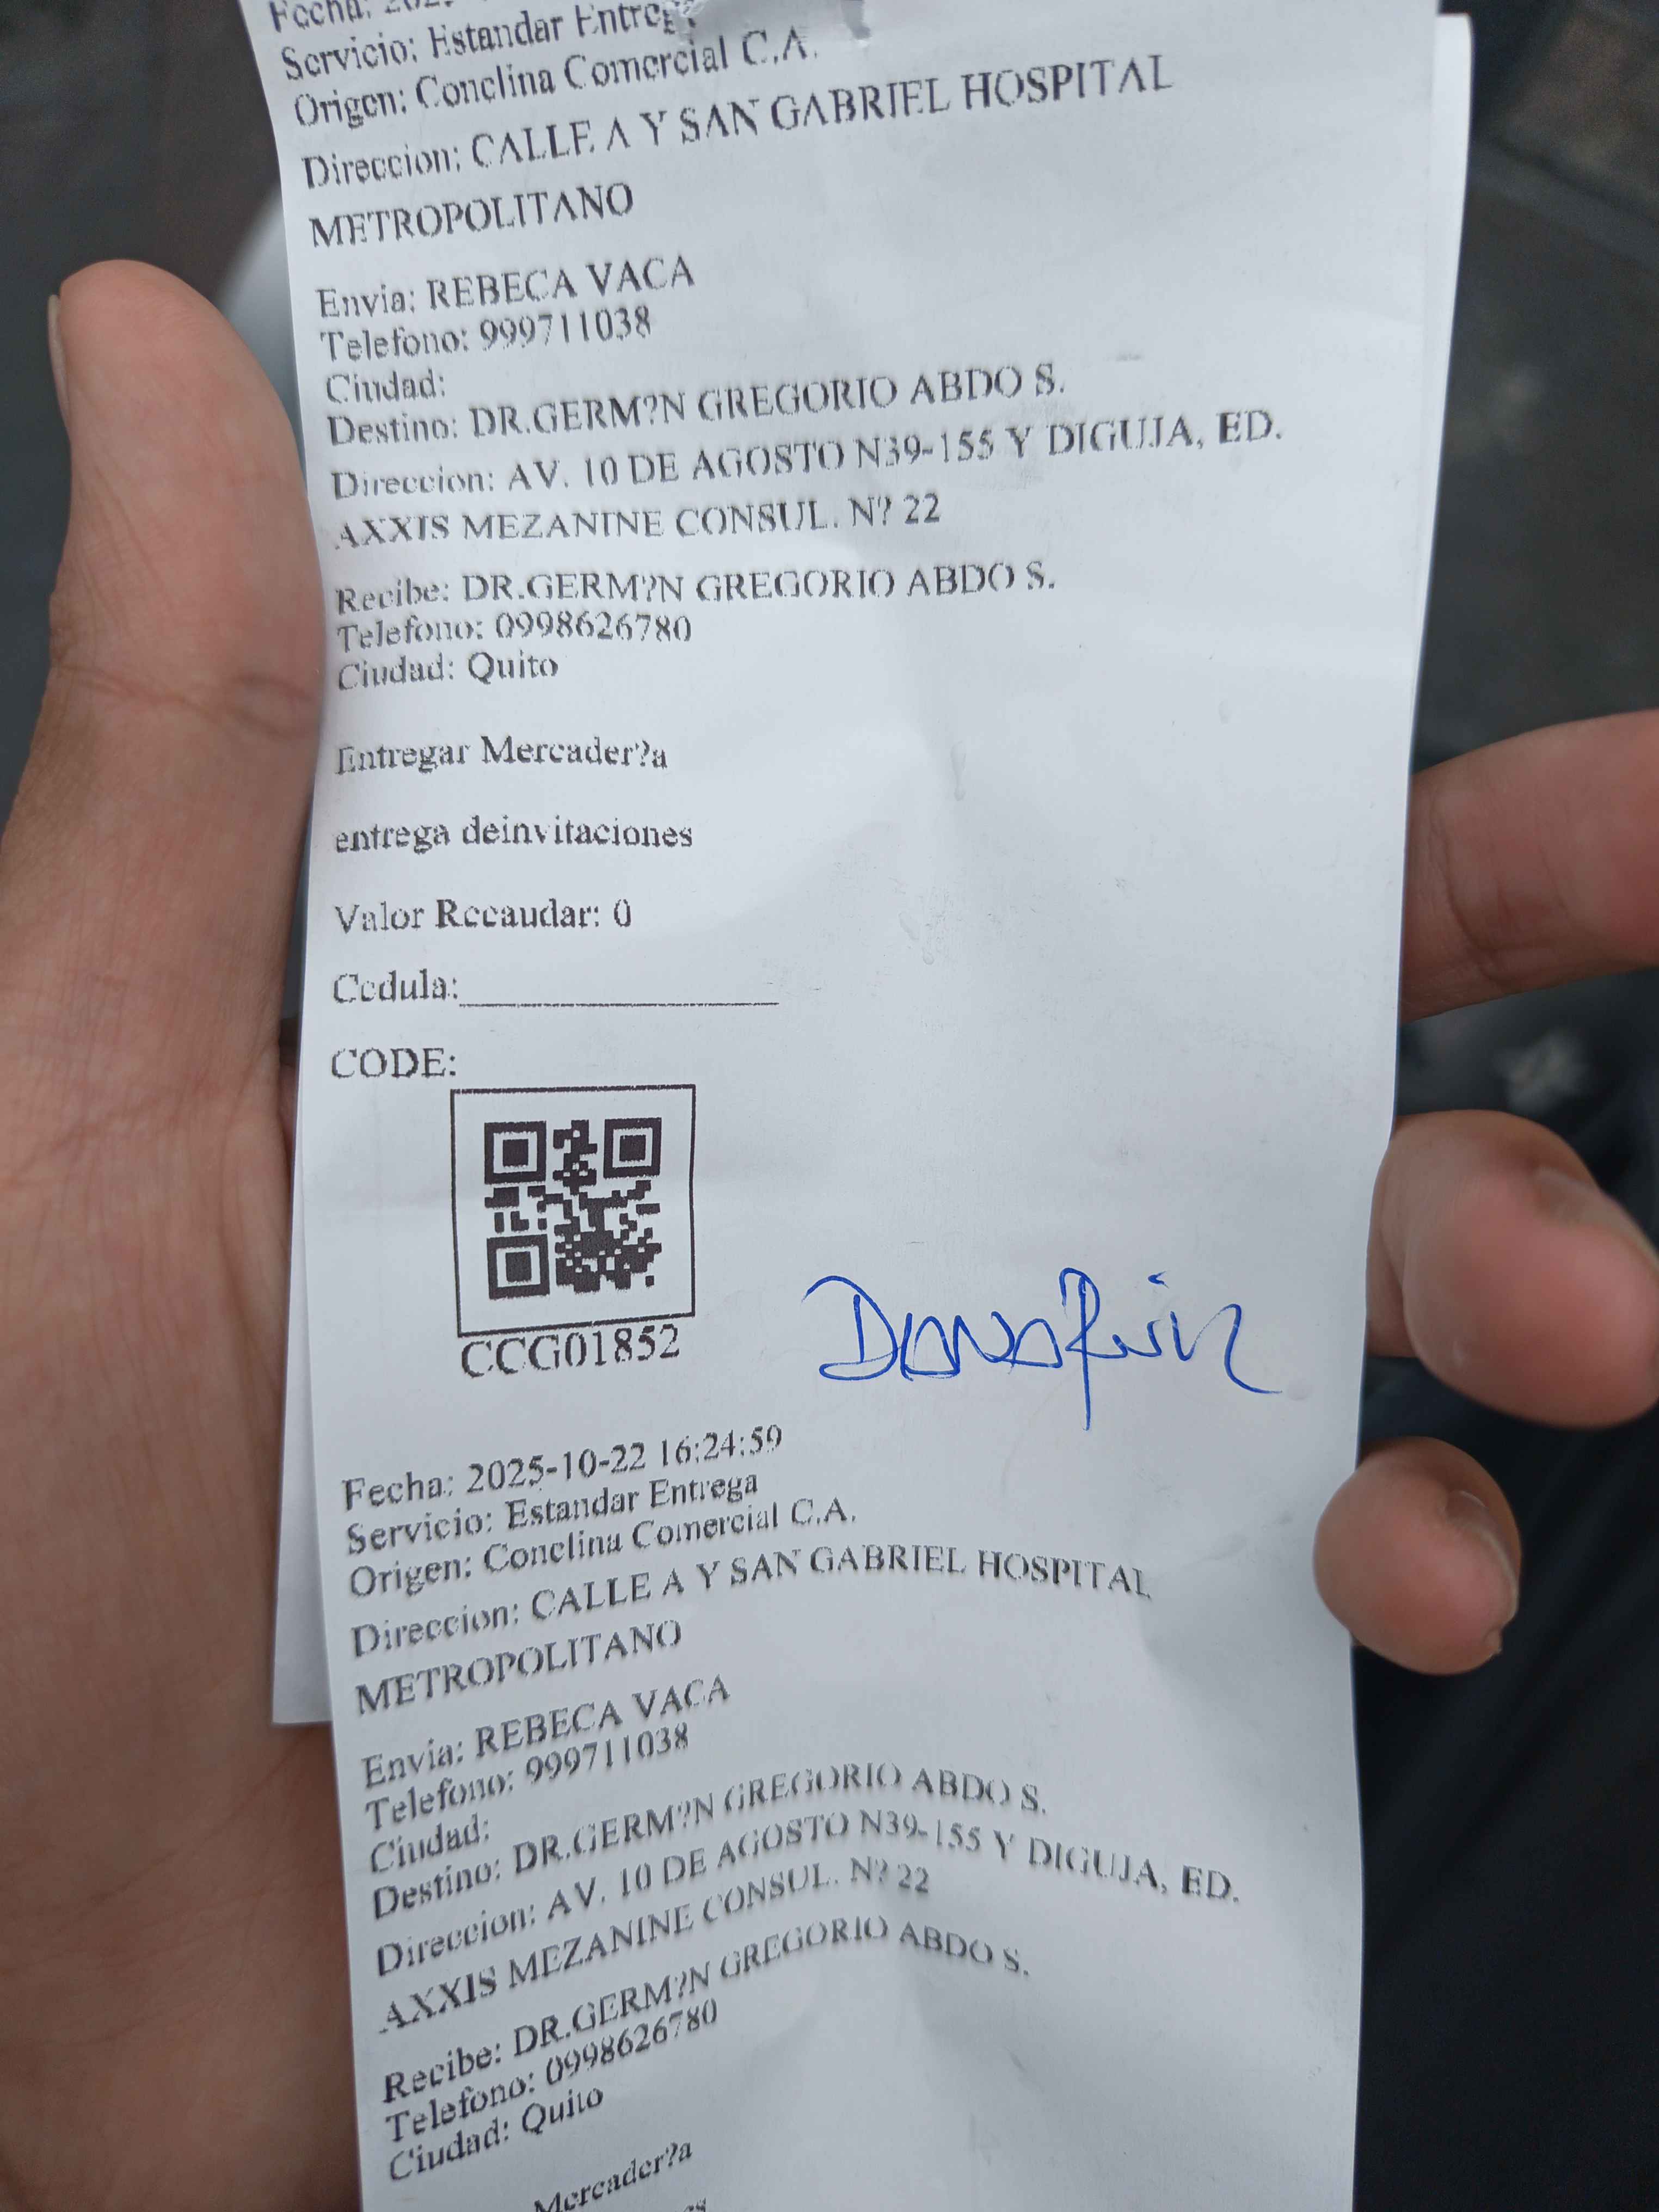 Fecha: 202
Servicio: Estandar Entreg
Origen: Conclina Comercial C.A.
Direccion: CALLE A Y SAN GABRIEL HOSPITAL
METROPOLITANO
Envia: REBECA VACA
Telefono: 999711038
Ciudad:
Destino: DR.GERM?N GREGORIO ABDO S.
Direccion: AV. 10 DE AGOSTO N39-155 Y DIGUJA, ED.
AXXIS MEZANINE CONSUL. N? 22
Recibe: DR.GERM?N GREGORIO ABDO S.
Telefono: 0998626780
Ciudad: Quito
Entregar Mercader?a
entrega deinvitaciones
Valor Recaudar: 0
Cedula:
CODE:
CCG01852
Dana Ruiz
Fecha: 2025-10-22 16:24:59
Servicio: Estandar Entrega
Origen: Conclina Comercial C.A.
Direccion: CALLE A Y SAN GABRIEL HOSPITAL
METROPOLITANO
Envia: REBECA VACA
Telefono: 999711038
Ciudad:
Destino: DR.GERM?N GREGORIO ABDO S.
Direccion: AV. 10 DE AGOSTO N39-155 Y DIGUJA, ED.
AXXIS MEZANINE CONSUL. N? 22
Recibe: DR.GERM?N GREGORIO ABDO S.
Telefono: 0998626780
Ciudad: Quito
Mercader?a